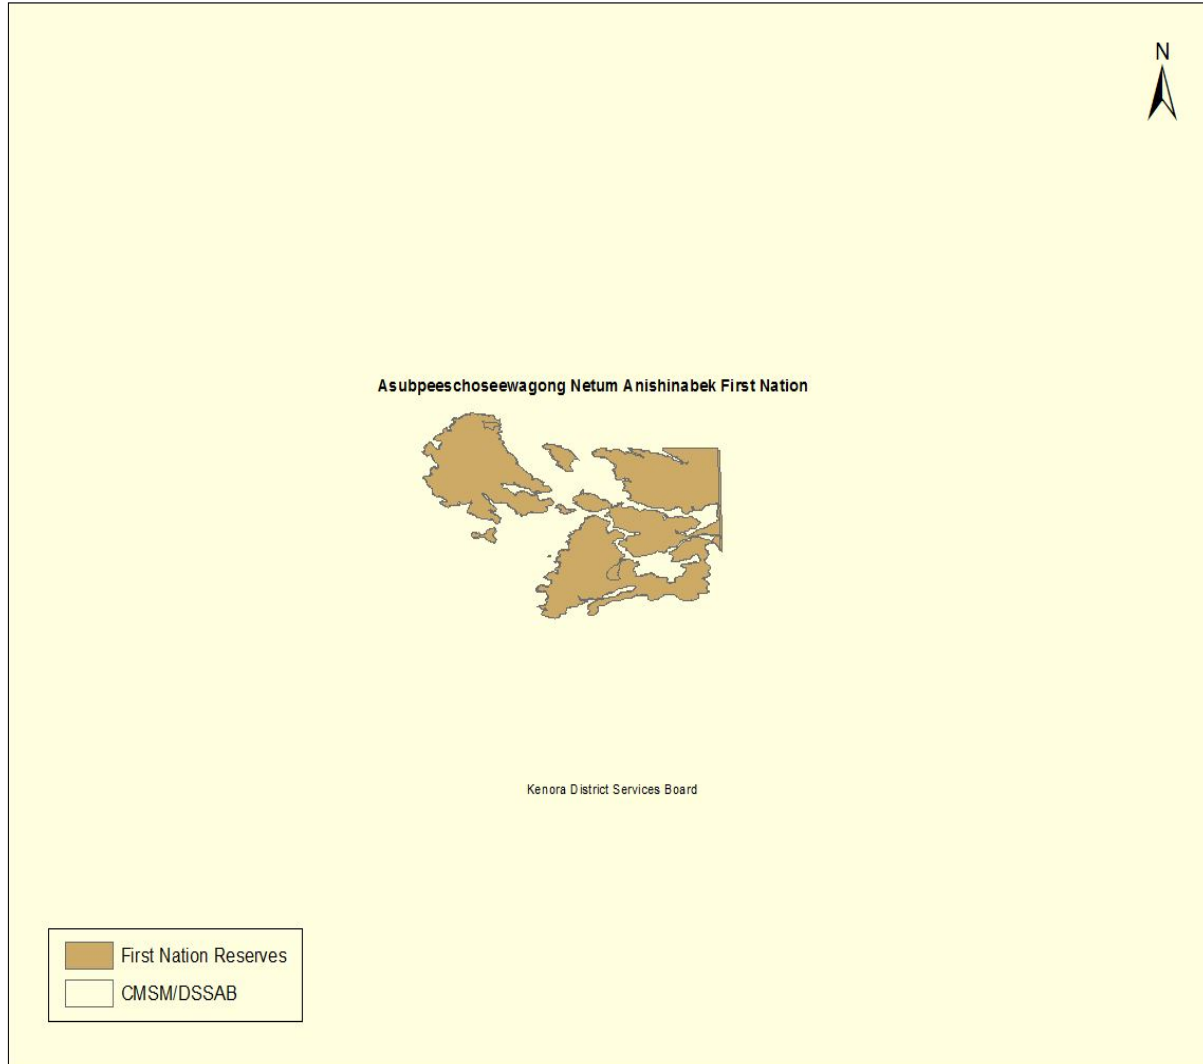 N
Asubpeeschoseewagong Netum Anishinabek First Nation
Kenora District Services Board
First Nation Reserves
CMSM/DSSAB